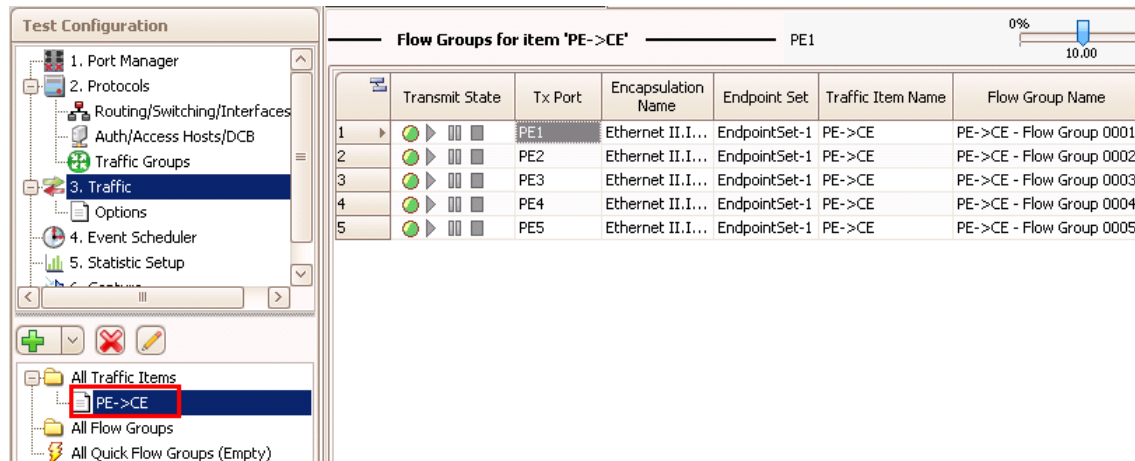 Test Configuration
1. Port Manager
2. Protocols
Routing/Switching/Interfaces
Auth/Access Hosts/DCB
Traffic Groups
3. Traffic
Options
4. Event Scheduler
5. Statistic Setup
All Traffic Items
PE->CE
All Flow Groups
All Quick Flow Groups (Empty)
Flow Groups for item 'PE->CE' PE1 0%
10.00
Transmit State Tx Port Encapsulation Name Endpoint Set Traffic Item Name Flow Group Name
1 PE1 Ethernet II.I... EndpointSet-1 PE->CE PE->CE - Flow Group 0001
2 PE2 Ethernet II.I... EndpointSet-1 PE->CE PE->CE - Flow Group 0002
3 PE3 Ethernet II.I... EndpointSet-1 PE->CE PE->CE - Flow Group 0003
4 PE4 Ethernet II.I... EndpointSet-1 PE->CE PE->CE - Flow Group 0004
5 PE5 Ethernet II.I... EndpointSet-1 PE->CE PE->CE - Flow Group 0005